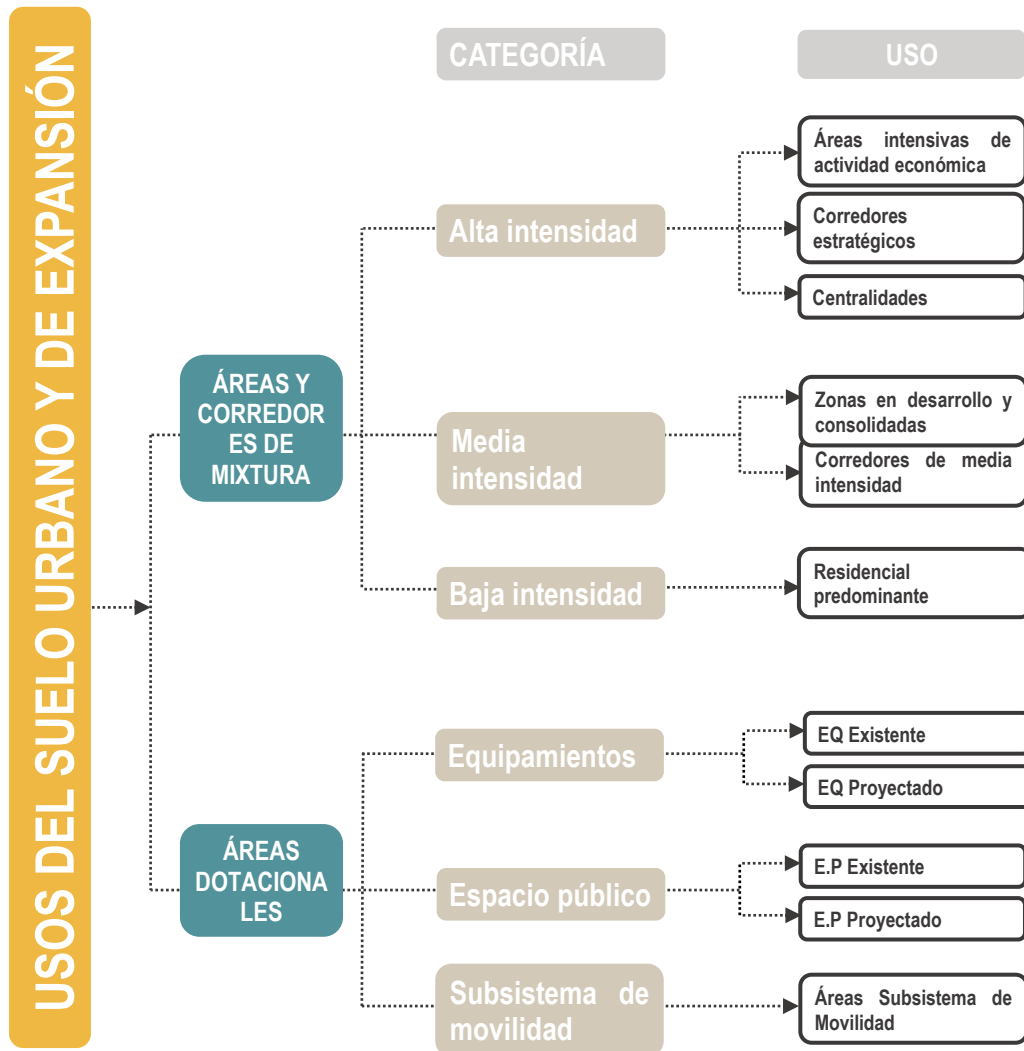 USOS DEL SUELO URBANO Y DE EXPANSIÓN
CATEGORÍA
USO
ÁREAS Y
CORREDOR
ES DE
MIXTURA
Alta intensidad
Áreas intensivas de
actividad económica
Corredores
estratégicos
Centralidades
Media
intensidad
Zonas en desarrollo y
consolidadas
Corredores de media
intensidad
Baja intensidad
Residencial
predominante
ÁREAS
DOTACIONA
LES
Equipamientos
EQ Existente
EQ Proyectado
Espacio público
E.P Existente
E.P Proyectado
Subsistema de
movilidad
Áreas Subsistema de
Movilidad